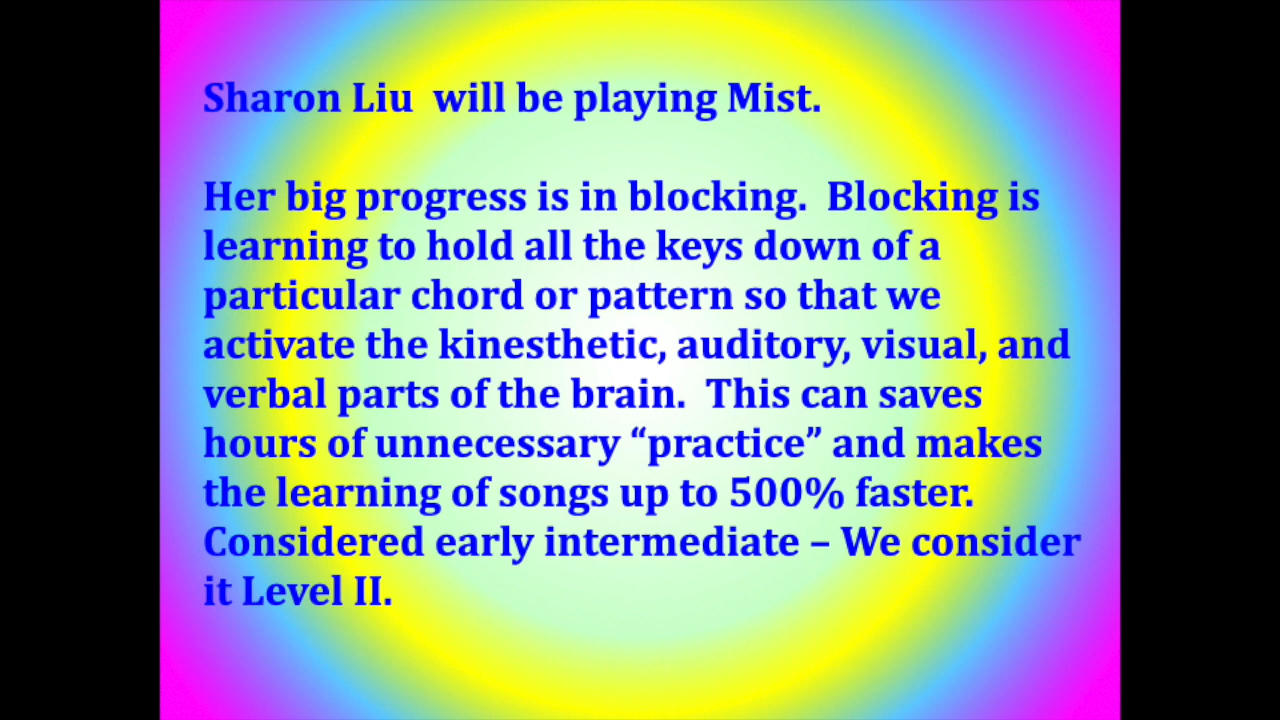 Sharon Liu  will be playing Mist.
Her big progress is in blocking.  Blocking is
learning to hold all the keys down of a
particular chord or pattern so that we
activate the kinesthetic, auditory, visual, and
verbal parts of the brain.  This can saves
hours of unnecessary “practice” and makes
the learning of songs up to 500% faster.
Considered early intermediate – We consider
it Level II.